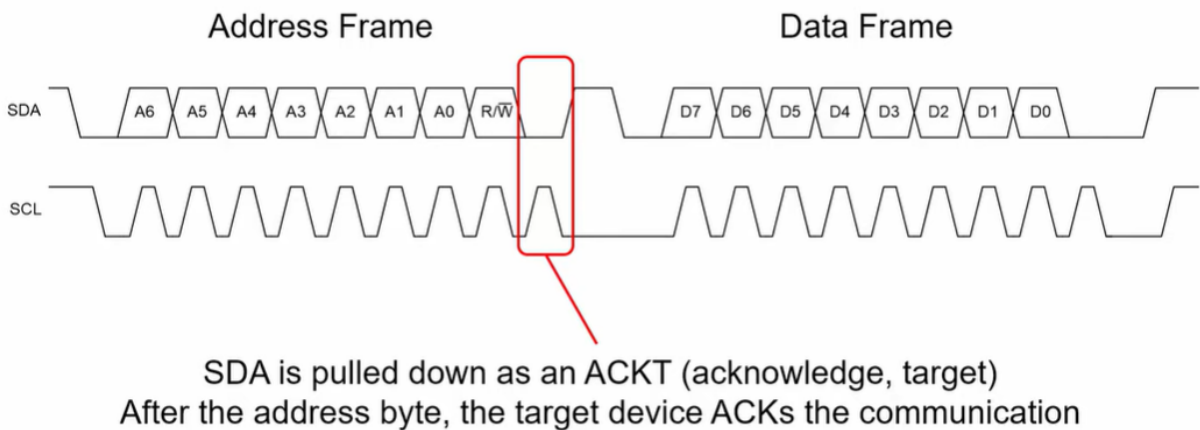 Address Frame Data Frame
SDA A6 A5 A4 A3 A2 A1 A0 R/W̅ D7 D6 D5 D4 D3 D2 D1 D0
SCL
SDA is pulled down as an ACKT (acknowledge, target)
After the address byte, the target device ACKs the communication